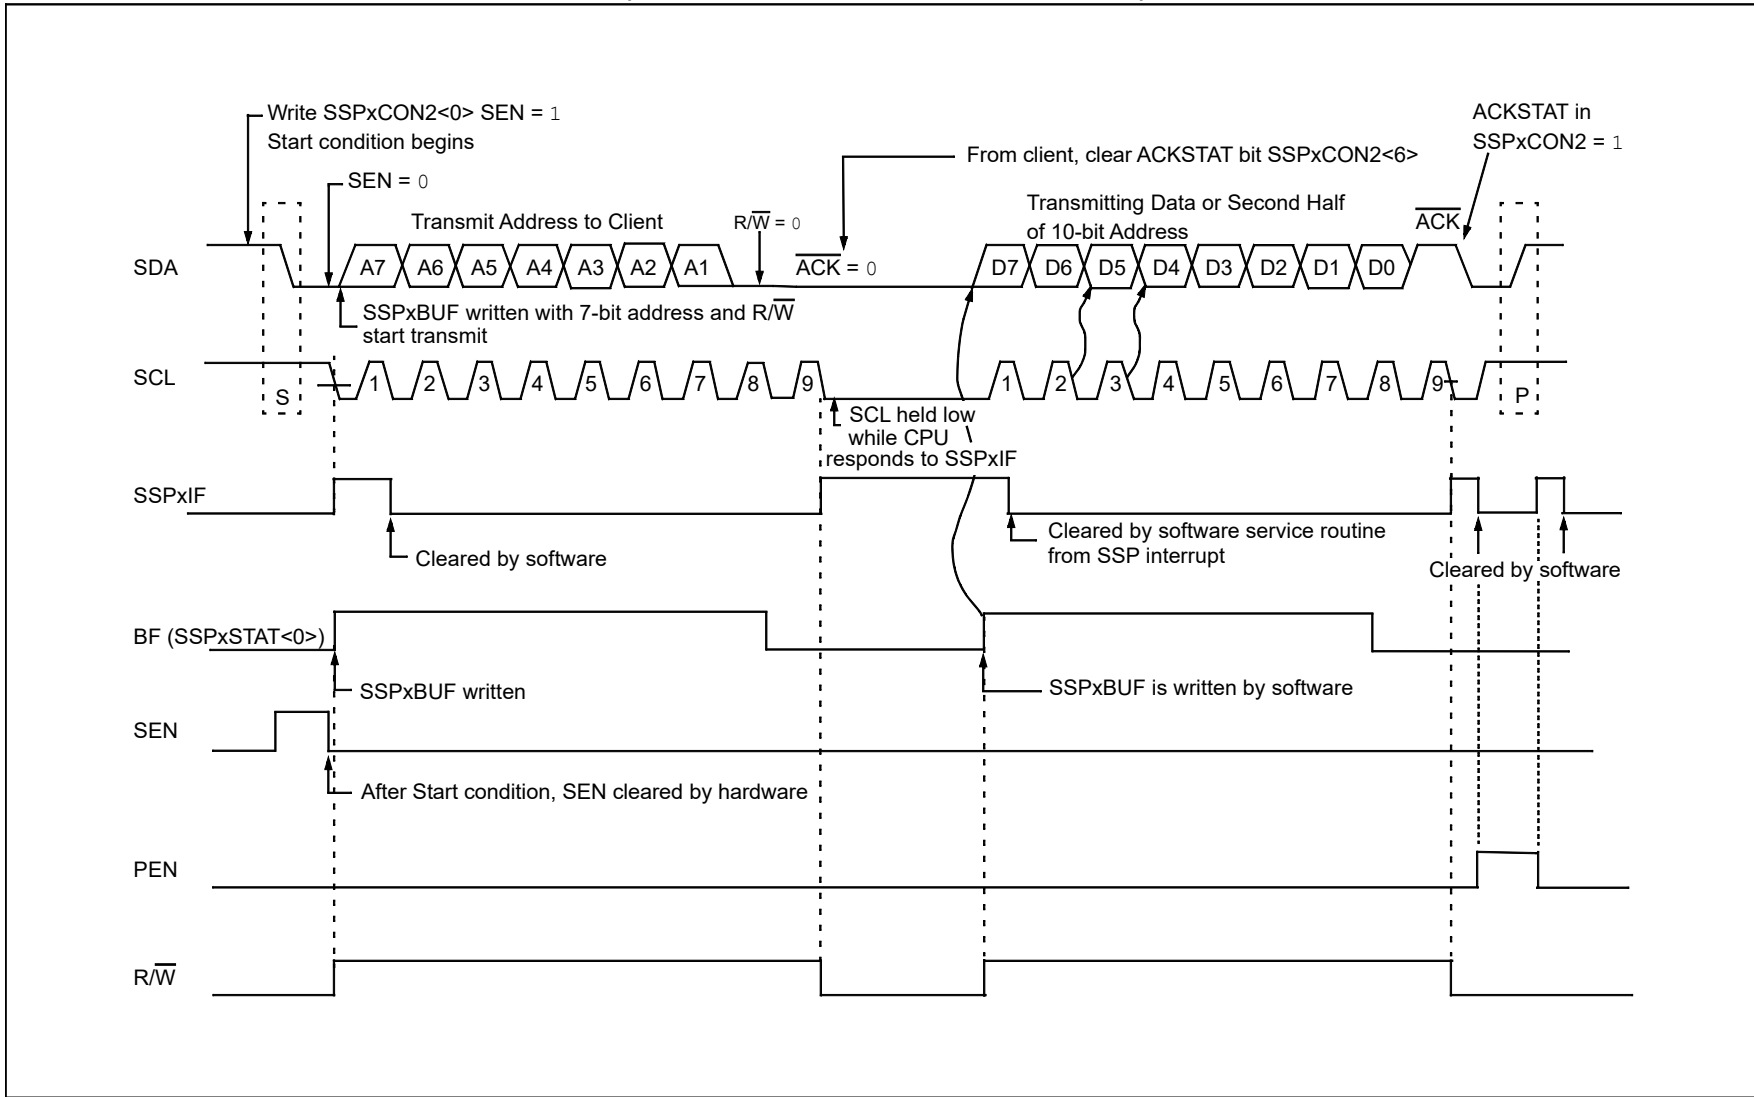 Write SSPxCON2<0> SEN = 1
Start condition begins
ACKSTAT in
SSPxCON2 = 1
From client, clear ACKSTAT bit SSPxCON2<6>
SEN = 0
Transmit Address to Client
R/W̅ = 0
Transmitting Data or Second Half
of 10-bit Address
A̅C̅K̅
SDA
A7 A6 A5 A4 A3 A2 A1
A̅C̅K̅ = 0
D7 D6 D5 D4 D3 D2 D1 D0
SSPxBUF written with 7-bit address and R/W̅
start transmit
SCL
S
1 2 3 4 5 6 7 8 9
1 2 3 4 5 6 7 8 9
P
SCL held low
while CPU
responds to SSPxIF
SSPxIF
Cleared by software
Cleared by software service routine
from SSP interrupt
Cleared by software
BF (SSPxSTAT<0>)
SSPxBUF written
SSPxBUF is written by software
SEN
After Start condition, SEN cleared by hardware
PEN
R/W̅